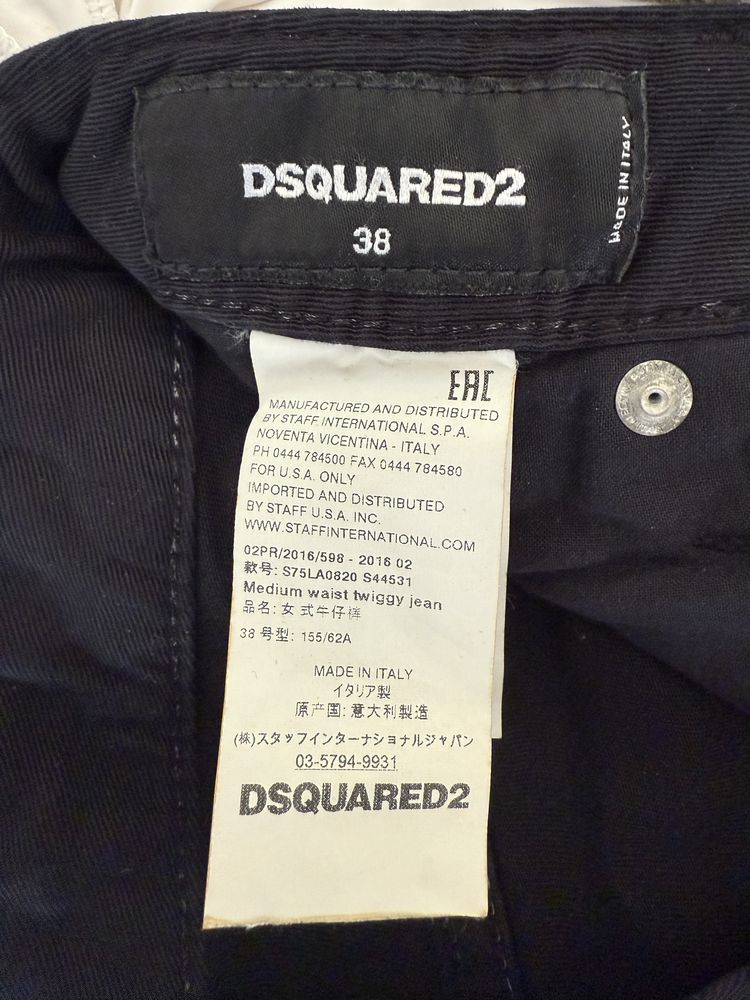 DSQUARED2
38
MADE IN ITALY
EAC
MANUFACTURED AND DISTRIBUTED
BY STAFF INTERNATIONAL S.P.A.
NOVENTA VICENTINA - ITALY
PH 0444 784500 FAX 0444 784580
FOR U.S.A. ONLY
IMPORTED AND DISTRIBUTED
BY STAFF U.S.A. INC.
WWW.STAFFINTERNATIONAL.COM
02PR/2016/598 - 2016 02
款号: S75LA0820 S44531
Medium waist twiggy jean
品名: 女式牛仔裤
38 号型: 155/62A
MADE IN ITALY
イタリア製
原产国: 意大利製造
(株)スタッフインターナショナルジャパン
03-5794-9931
DSQUARED2